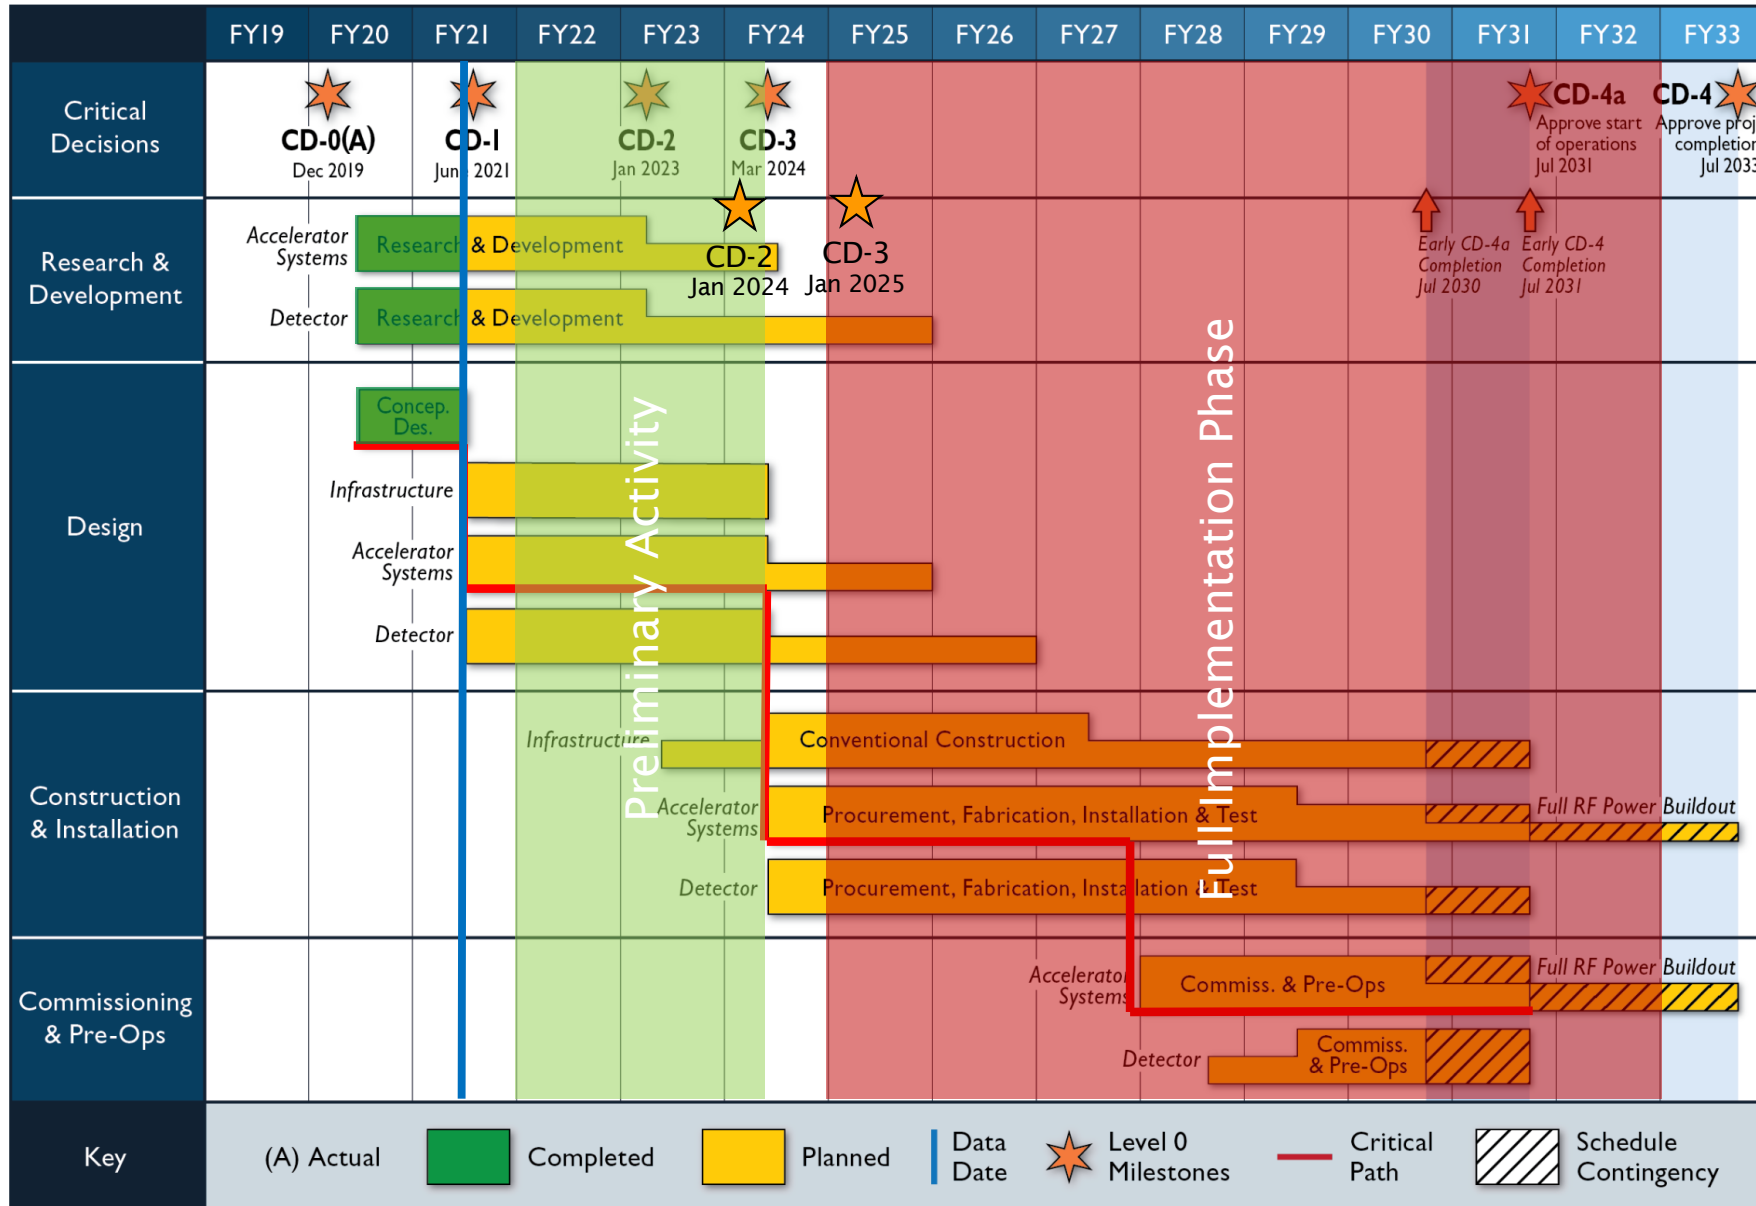 FY19 FY20 FY21 FY22 FY23 FY24 FY25 FY26 FY27 FY28 FY29 FY30 FY31 FY32 FY33
Critical
Decisions
CD-0(A)
Dec 2019
CD-1
June 2021
CD-2
Jan 2023
CD-3
Mar 2024
CD-4a
Approve start
of operations
Jul 2031
CD-4
Approve proj
completion
Jul 2033
Research &
Development
Accelerator
Systems
Research & Development
Detector
Research & Development
CD-2
Jan 2024
CD-3
Jan 2025
Early CD-4a
Completion
Jul 2030
Early CD-4
Completion
Jul 2031
Design
Concep.
Des.
Infrastructure
Accelerator
Systems
Detector
Preliminary Activity
Full Implementation Phase
Construction
& Installation
Infrastructure
Conventional Construction
Accelerator
Systems
Procurement, Fabrication, Installation & Test
Full RF Power Buildout
Detector
Procurement, Fabrication, Installation & Test
Commissioning
& Pre-Ops
Accelerator
Systems
Commiss. & Pre-Ops
Full RF Power Buildout
Detector
Commiss.
& Pre-Ops
Key
(A) Actual
Completed
Planned
Data
Date
Level 0
Milestones
Critical
Path
Schedule
Contingency